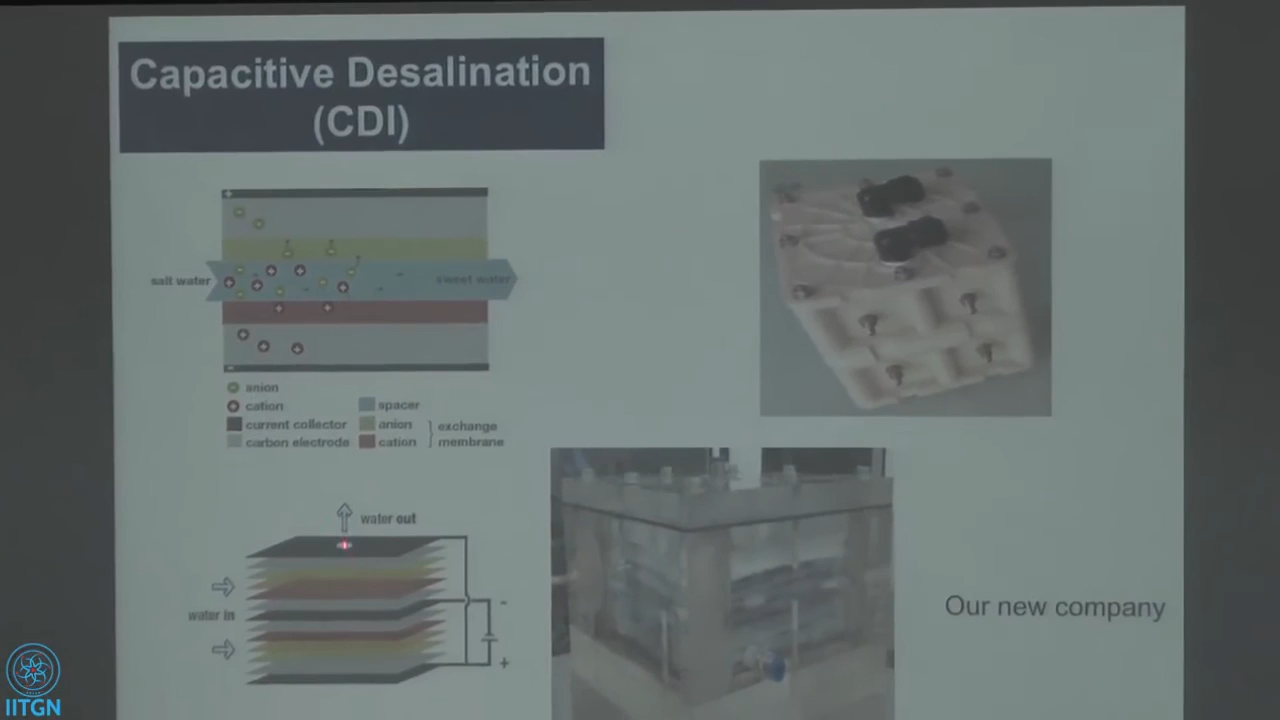 Capacitive Desalination
(CDI)
salt water
sweet water
anion
cation
current collector
carbon electrode
spacer
anion
cation
exchange
membrane
water out
water in
-
+
Our new company
IITGN